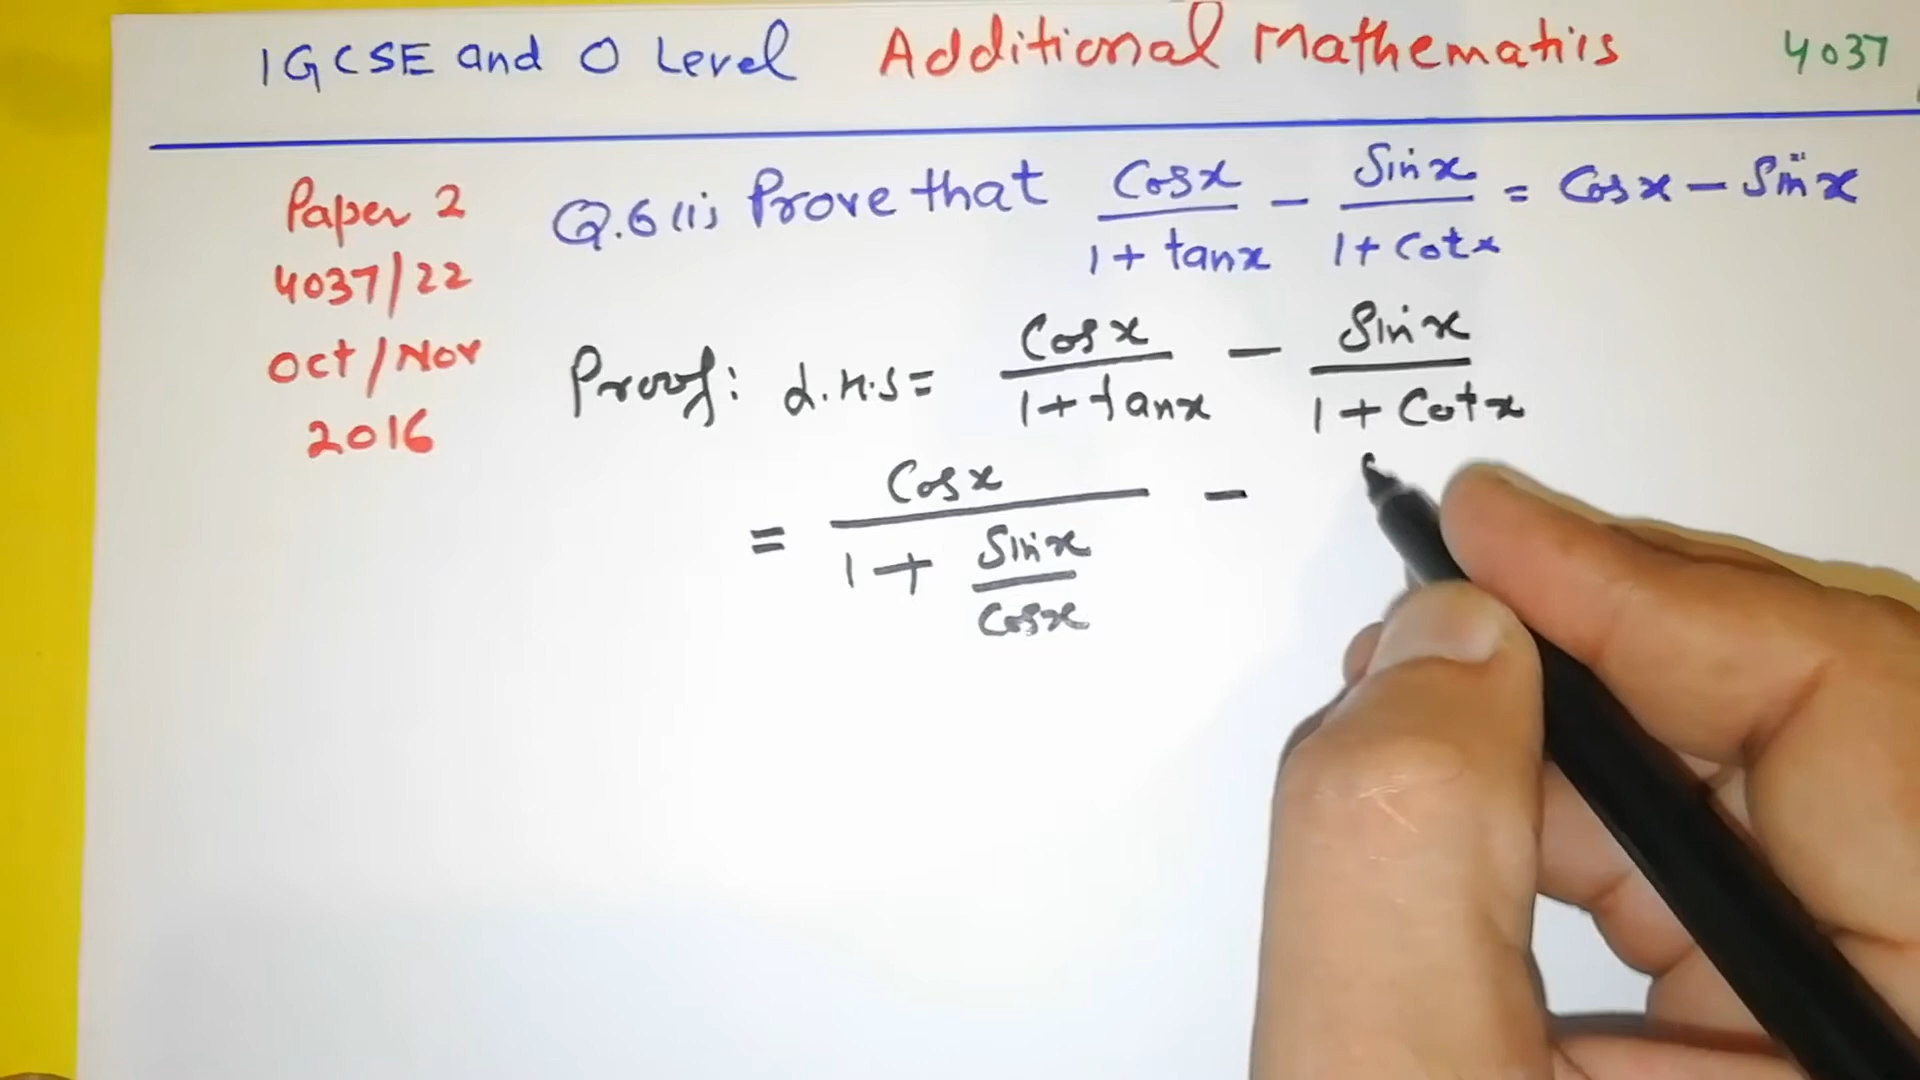 IGCSE and O Level Additional Mathematiis 4037
Paper 2
4037/22
Oct/Nov
2016
Q.6(i) Prove that Cosx/1+tanx - Sinx/1+Cotx = Cosx - Sinx
Proof: L.H.S = Cosx/1+tanx - Sinx/1+Cotx
= Cosx/1+ Sinx/Cosx -